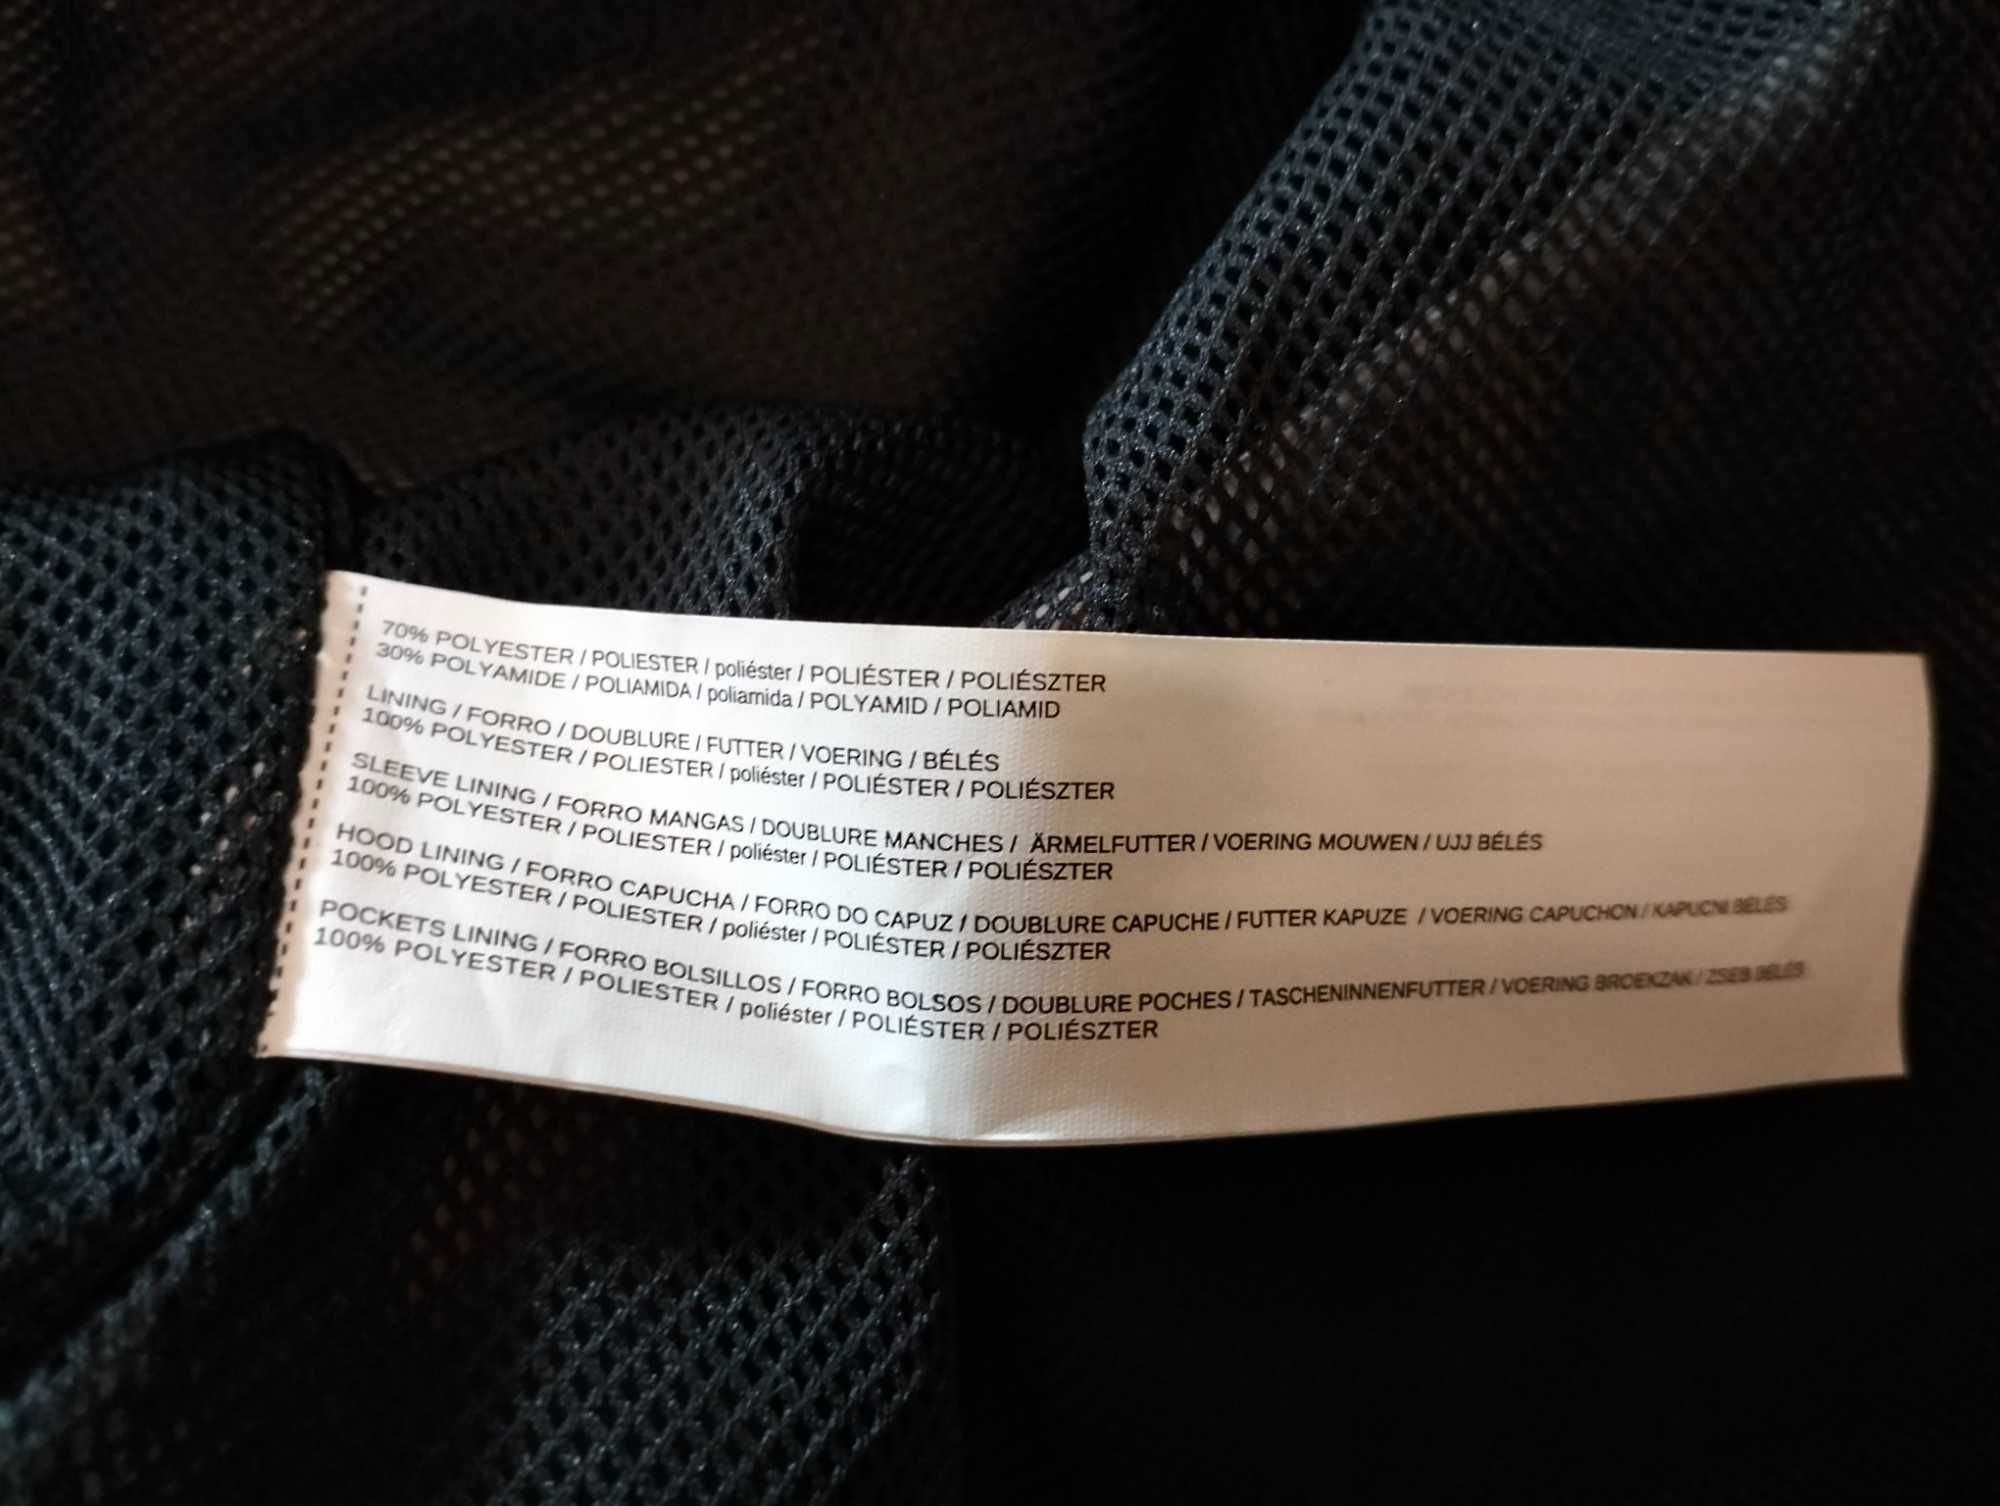 70% POLYESTER / POLIESTER / poliéster / POLIÉSTER / POLIÉSZTER
30% POLYAMIDE / POLIAMIDA / poliamida / POLYAMID / POLIAMID
LINING / FORRO / DOUBLURE / FUTTER / VOERING / BÉLÉS
100% POLYESTER / POLIESTER / poliéster / POLIÉSTER / POLIÉSZTER
SLEEVE LINING / FORRO MANGAS / DOUBLURE MANCHES / ÄRMELFUTTER / VOERING MOUWEN / UJJ BÉLÉS
100% POLYESTER / POLIESTER / poliéster / POLIÉSTER / POLIÉSZTER
HOOD LINING / FORRO CAPUCHA / FORRO DO CAPUZ / DOUBLURE CAPUCHE / FUTTER KAPUZE / VOERING CAPUCHON / KAPUCNI BÉLÉS
100% POLYESTER / POLIESTER / poliéster / POLIÉSTER / POLIÉSZTER
POCKETS LINING / FORRO BOLSILLOS / FORRO BOLSOS / DOUBLURE POCHES / TASCHENINNENFUTTER / VOERING BROEKZAK / ZSEB BÉLÉS
100% POLYESTER / POLIESTER / poliéster / POLIÉSTER / POLIÉSZTER